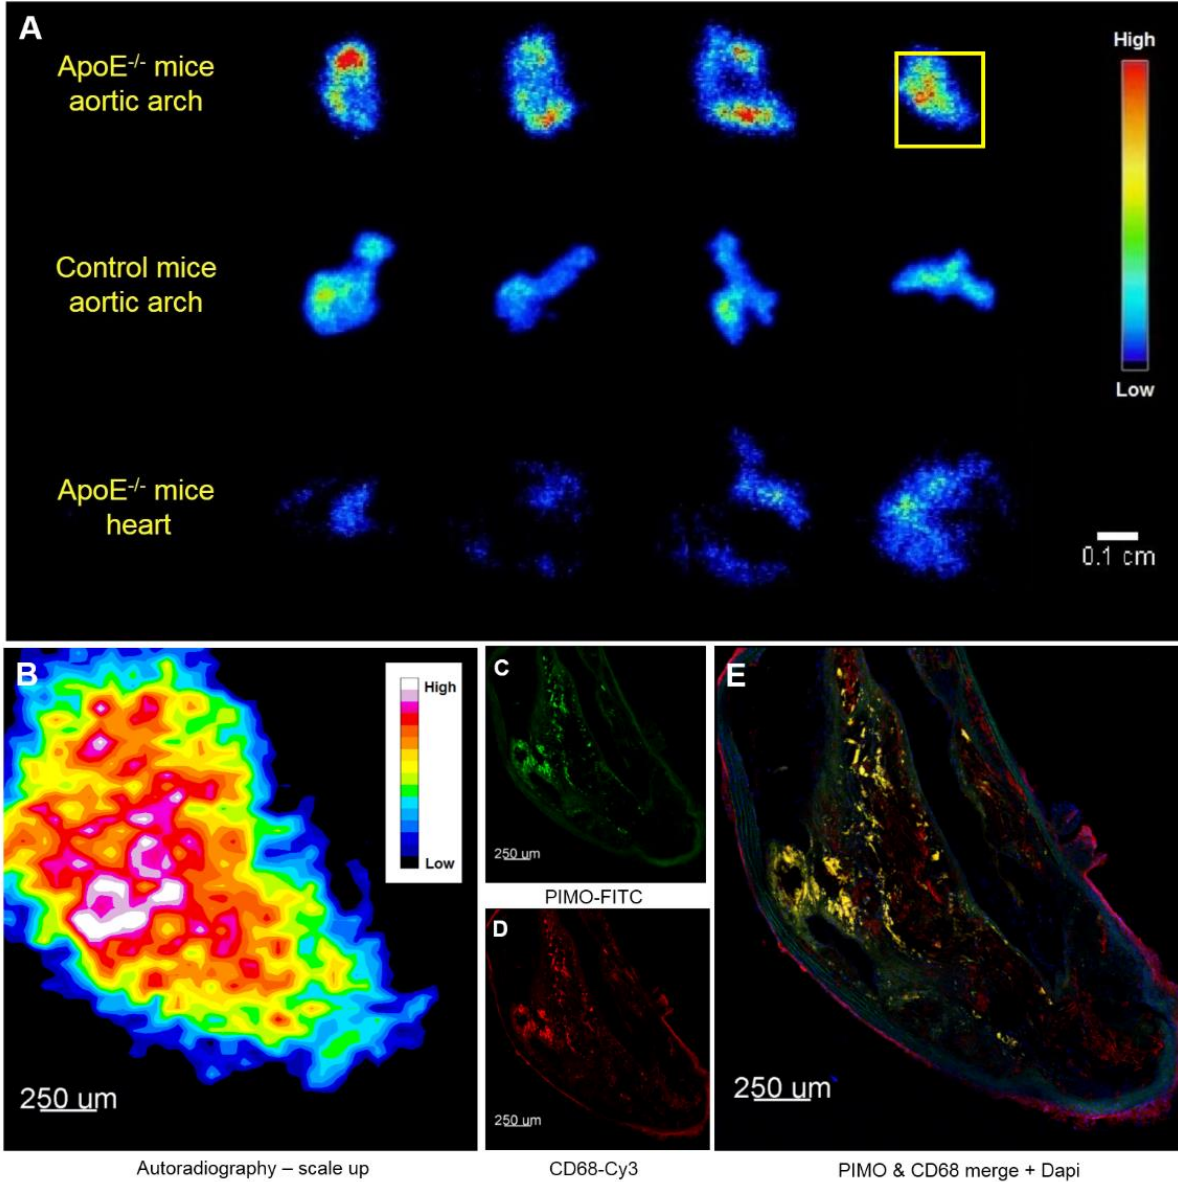 A
ApoE-/- mice
aortic arch
High
Low
Control mice
aortic arch
ApoE-/- mice
heart
0.1 cm
B
High
Low
250 um
Autoradiography – scale up
C
250 um
PIMO-FITC
D
250 um
CD68-Cy3
E
250 um
PIMO & CD68 merge + Dapi